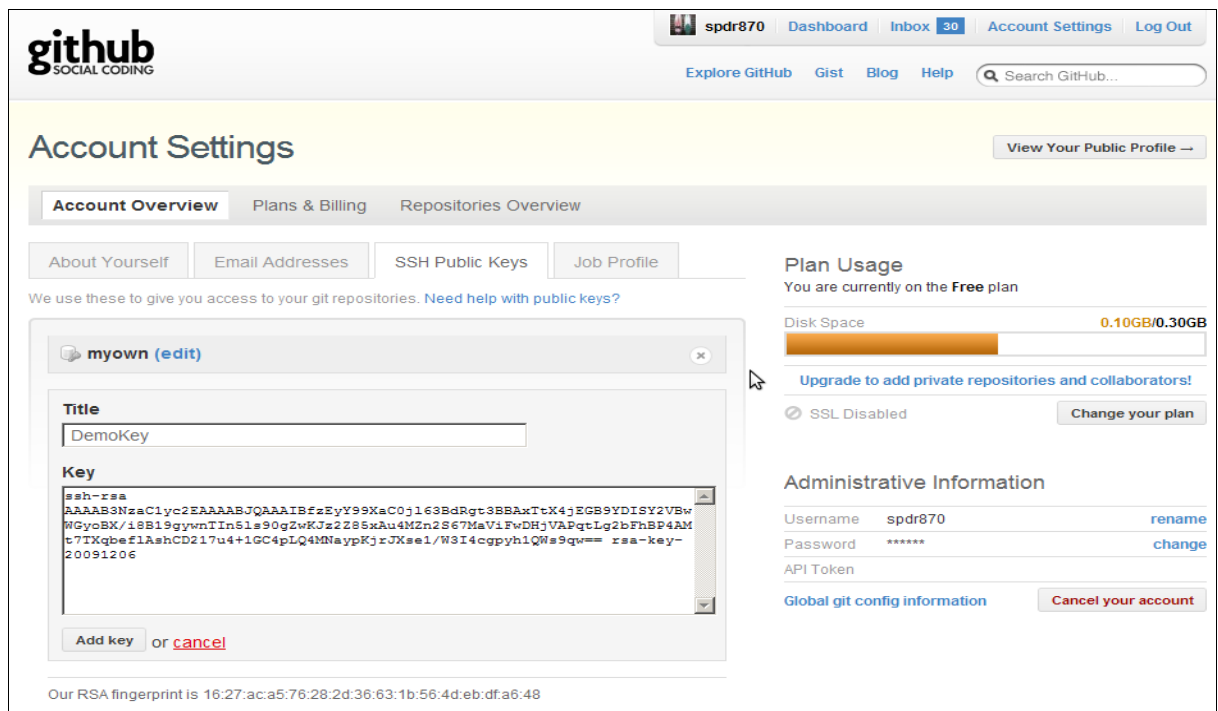 github
SOCIAL CODING
spdr870 Dashboard Inbox 30 Account Settings Log Out
Explore GitHub Gist Blog Help Search GitHub...
Account Settings
View Your Public Profile →
Account Overview Plans & Billing Repositories Overview
About Yourself Email Addresses SSH Public Keys Job Profile
We use these to give you access to your git repositories. Need help with public keys?
myown (edit)
Title
DemoKey
Key
ssh-rsa
AAAAB3NzaC1yc2EAAAABJQAAAIBfzEyY99XaC0jl63BdRgt3BBAxTtX4jEGB9YDISY2VBw
WGyoBX/i8B19gywnTIn5ls90gZwKJz2Z85xAu4MZn2S67MaViFwDHjVAPqtLg2bFhBP4AM
t7TXqbeflAshCD217u4+1GC4pLQ4MNaypKjrJXse1/W3I4cgpyh1QWs9qw== rsa-key-
20091206
Add key or cancel
Our RSA fingerprint is 16:27:ac:a5:76:28:2d:36:63:1b:56:4d:eb:df:a6:48
Plan Usage
You are currently on the Free plan
Disk Space 0.10GB/0.30GB
Upgrade to add private repositories and collaborators!
SSL Disabled Change your plan
Administrative Information
Username spdr870 rename
Password ****** change
API Token
Global git config information Cancel your account